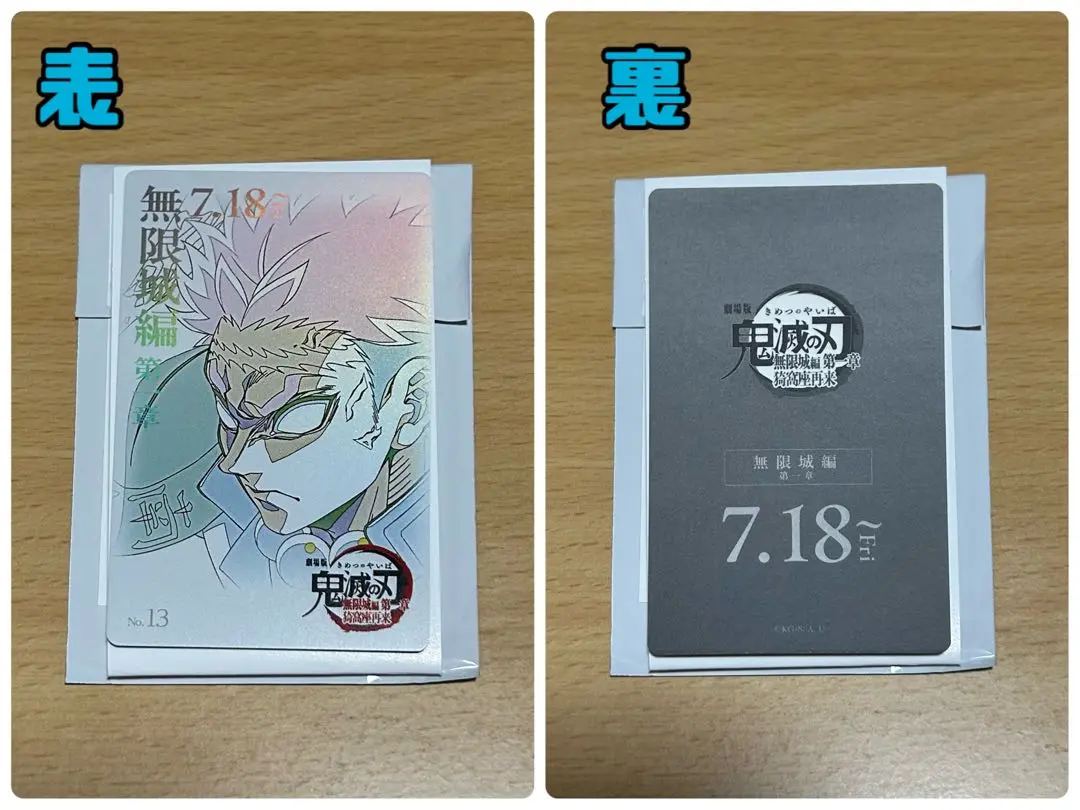 表
無限城編 第一章
7.18~
Fri
南
劇場版
きめつのやいば
鬼滅の刃
無限城編 第一章
猗窩座再来
No.13
裏
劇場版
きめつのやいば
鬼滅の刃
無限城編 第一章
猗窩座再来
無限城編
第一章
7.18~
Fri